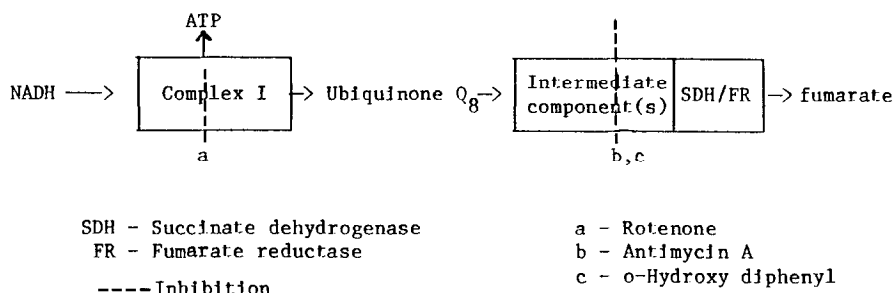 ATP
NADH → Complex I → Ubiquinone Q8 → Intermediate component(s) SDH/FR → fumarate
a
b,c
SDH - Succinate dehydrogenase
FR - Fumarate reductase
---- Inhibition
a - Rotenone
b - Antimycin A
c - o-Hydroxy diphenyl